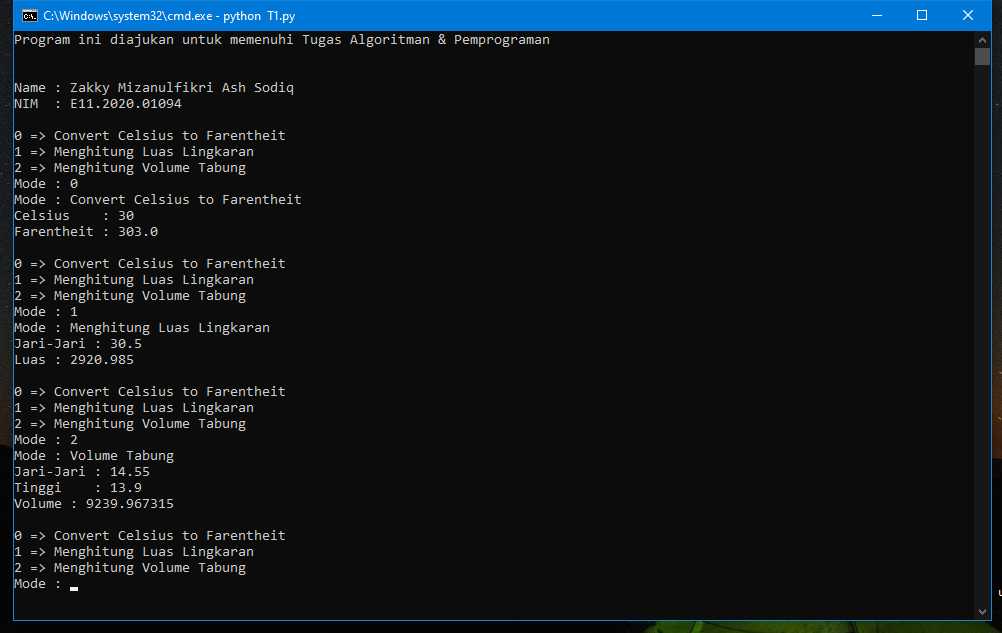 C:\Windows\system32\cmd.exe - python  T1.py
Program ini diajukan untuk memenuhi Tugas Algoritman & Pemprograman
Name : Zakky Mizanulfikri Ash Sodiq
NIM  : E11.2020.01094
0 => Convert Celsius to Farentheit
1 => Menghitung Luas Lingkaran
2 => Menghitung Volume Tabung
Mode : 0
Mode : Convert Celsius to Farentheit
Celsius    : 30
Farentheit : 303.0
0 => Convert Celsius to Farentheit
1 => Menghitung Luas Lingkaran
2 => Menghitung Volume Tabung
Mode : 1
Mode : Menghitung Luas Lingkaran
Jari-Jari : 30.5
Luas : 2920.985
0 => Convert Celsius to Farentheit
1 => Menghitung Luas Lingkaran
2 => Menghitung Volume Tabung
Mode : 2
Mode : Volume Tabung
Jari-Jari : 14.55
Tinggi    : 13.9
Volume : 9239.967315
0 => Convert Celsius to Farentheit
1 => Menghitung Luas Lingkaran
2 => Menghitung Volume Tabung
Mode :